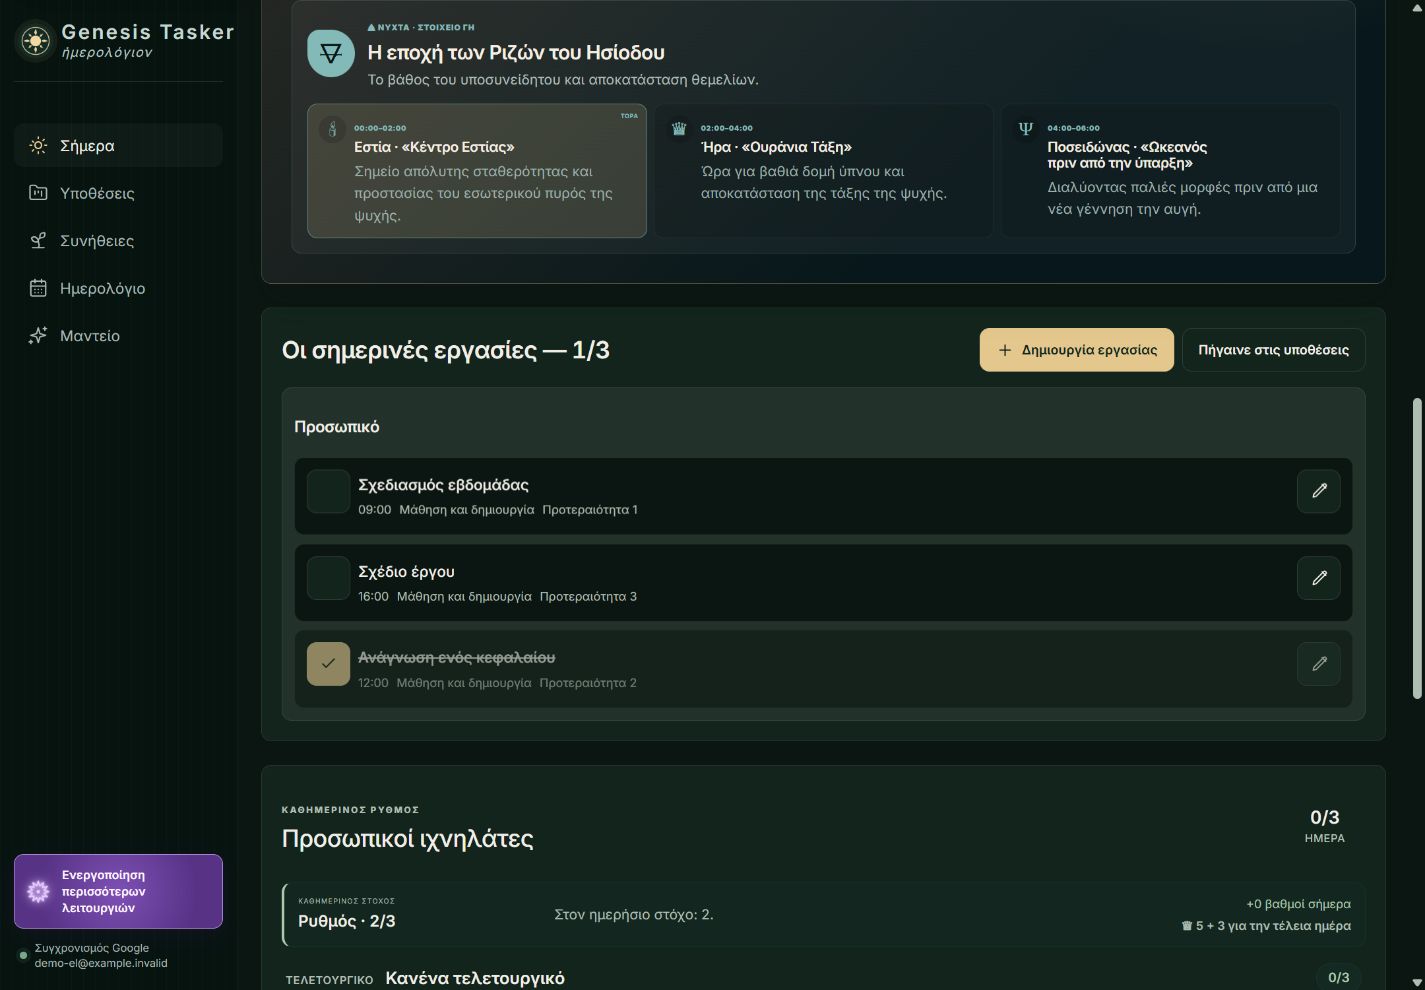 Genesis Tasker
ἡμερολόγιον
Σήμερα
Υποθέσεις
Συνήθειες
Ημερολόγιο
Μαντείο
Ενεργοποίηση
περισσότερων
λειτουργιών
Συγχρονισμός Google
demo-el@example.invalid
ΝΥΧΤΑ · ΣΤΟΙΧΕΙΟ ΓΗ
Η εποχή των Ριζών του Ησίοδου
Το βάθος του υποσυνείδητου και αποκατάσταση θεμελίων.
ΤΩΡΑ
00:00–02:00
Εστία · «Κέντρο Εστίας»
Σημείο απόλυτης σταθερότητας και
προστασίας του εσωτερικού πυρός της
ψυχής.
02:00–04:00
Ήρα · «Ουράνια Τάξη»
Ώρα για βαθιά δομή ύπνου και
αποκατάσταση της τάξης της ψυχής.
Ψ
04:00–06:00
Ποσειδώνας · «Ωκεανός
πριν από την ύπαρξη»
Διαλύοντας παλιές μορφές πριν από μια
νέα γέννηση την αυγή.
Οι σημερινές εργασίες — 1/3
Δημιουργία εργασίας
Πήγαινε στις υποθέσεις
Προσωπικό
Σχεδιασμός εβδομάδας
09:00 Μάθηση και δημιουργία Προτεραιότητα 1
Σχέδιο έργου
16:00 Μάθηση και δημιουργία Προτεραιότητα 3
Ανάγνωση ενός κεφαλαίου
12:00 Μάθηση και δημιουργία Προτεραιότητα 2
ΚΑΘΗΜΕΡΙΝΟΣ ΡΥΘΜΟΣ
Προσωπικοί ιχνηλάτες
0/3
ΗΜΕΡΑ
ΚΑΘΗΜΕΡΙΝΟΣ ΣΤΟΧΟΣ
Ρυθμός · 2/3
Στον ημερήσιο στόχο: 2.
+0 βαθμοί σήμερα
5 + 3 για την τέλεια ημέρα
ΤΕΛΕΤΟΥΡΓΙΚΟ Κανένα τελετουργικό
0/3